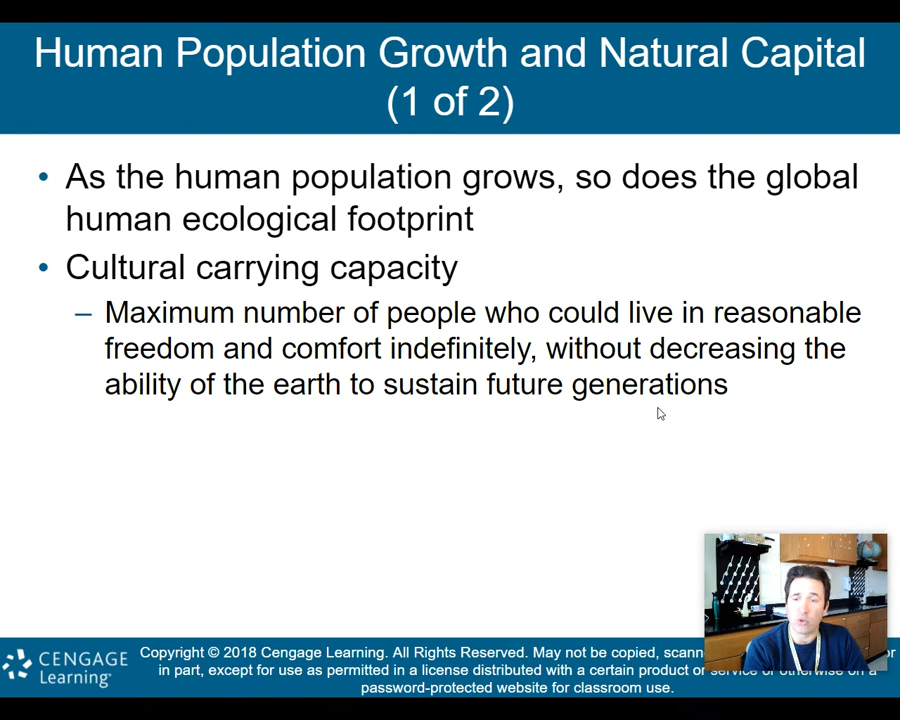 Human Population Growth and Natural Capital
(1 of 2)
• As the human population grows, so does the global
human ecological footprint
• Cultural carrying capacity
– Maximum number of people who could live in reasonable
freedom and comfort indefinitely, without decreasing the
ability of the earth to sustain future generations
CENGAGE
Learning
Copyright © 2018 Cengage Learning. All Rights Reserved. May not be copied, or
in part, except for use as permitted in a license distributed with a certain product or service or otherwise on a
password-protected website for classroom use.